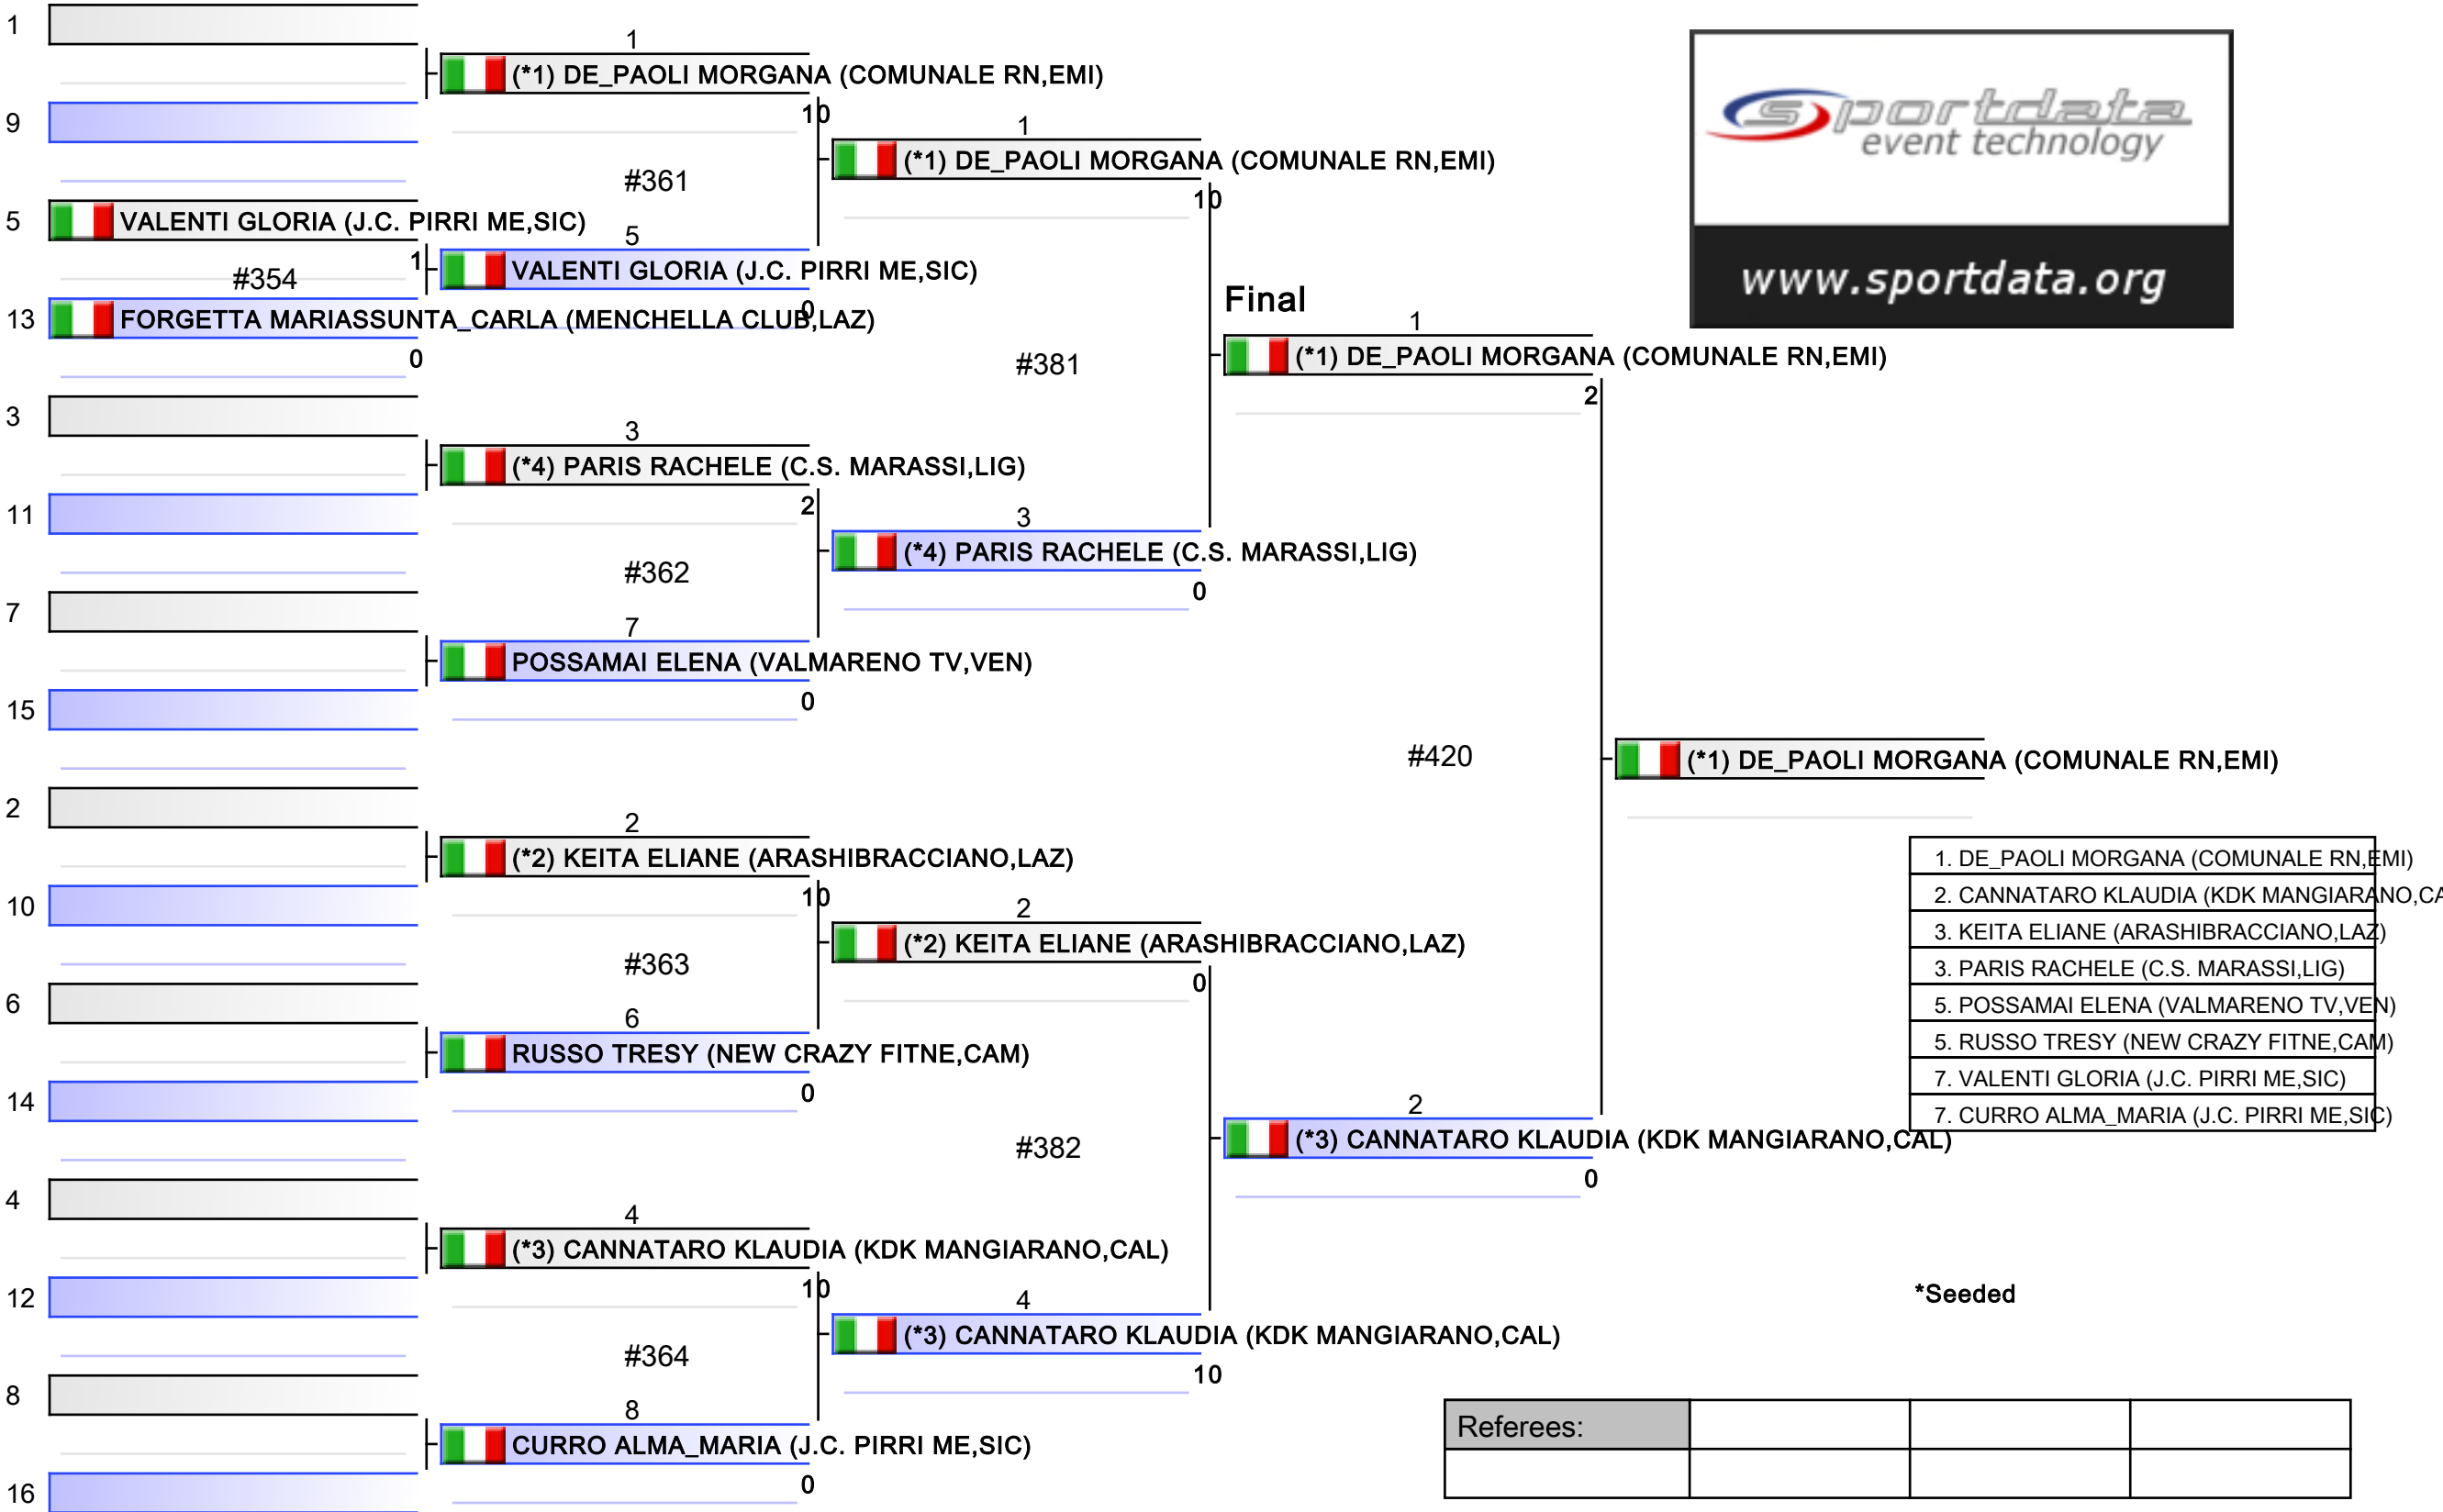 1
1
(*1) DE_PAOLI MORGANA (COMUNALE RN,EMI)
9
10
1
(*1) DE_PAOLI MORGANA (COMUNALE RN,EMI)
#361
10
5
VALENTI GLORIA (J.C. PIRRI ME,SIC)
5
1
VALENTI GLORIA (J.C. PIRRI ME,SIC)
#354
0
13
FORGETTA MARIASSUNTA_CARLA (MENCHELLA CLUB,LAZ)
0
Final
1
(*1) DE_PAOLI MORGANA (COMUNALE RN,EMI)
#381
2
3
3
(*4) PARIS RACHELE (C.S. MARASSI,LIG)
2
11
3
(*4) PARIS RACHELE (C.S. MARASSI,LIG)
#362
0
7
7
POSSAMAI ELENA (VALMARENO TV,VEN)
0
15
#420
(*1) DE_PAOLI MORGANA (COMUNALE RN,EMI)
2
2
(*2) KEITA ELIANE (ARASHIBRACCIANO,LAZ)
10
10
2
(*2) KEITA ELIANE (ARASHIBRACCIANO,LAZ)
#363
0
6
6
RUSSO TRESY (NEW CRAZY FITNE,CAM)
0
14
2
(*3) CANNATARO KLAUDIA (KDK MANGIARANO,CAL)
#382
0
4
4
(*3) CANNATARO KLAUDIA (KDK MANGIARANO,CAL)
10
12
4
(*3) CANNATARO KLAUDIA (KDK MANGIARANO,CAL)
#364
10
8
8
CURRO ALMA_MARIA (J.C. PIRRI ME,SIC)
0
16
sportdata
event technology
www.sportdata.org
1. DE_PAOLI MORGANA (COMUNALE RN,EMI)
2. CANNATARO KLAUDIA (KDK MANGIARANO,CA
3. KEITA ELIANE (ARASHIBRACCIANO,LAZ)
3. PARIS RACHELE (C.S. MARASSI,LIG)
5. POSSAMAI ELENA (VALMARENO TV,VEN)
5. RUSSO TRESY (NEW CRAZY FITNE,CAM)
7. VALENTI GLORIA (J.C. PIRRI ME,SIC)
7. CURRO ALMA_MARIA (J.C. PIRRI ME,SIC)
*Seeded
Referees: